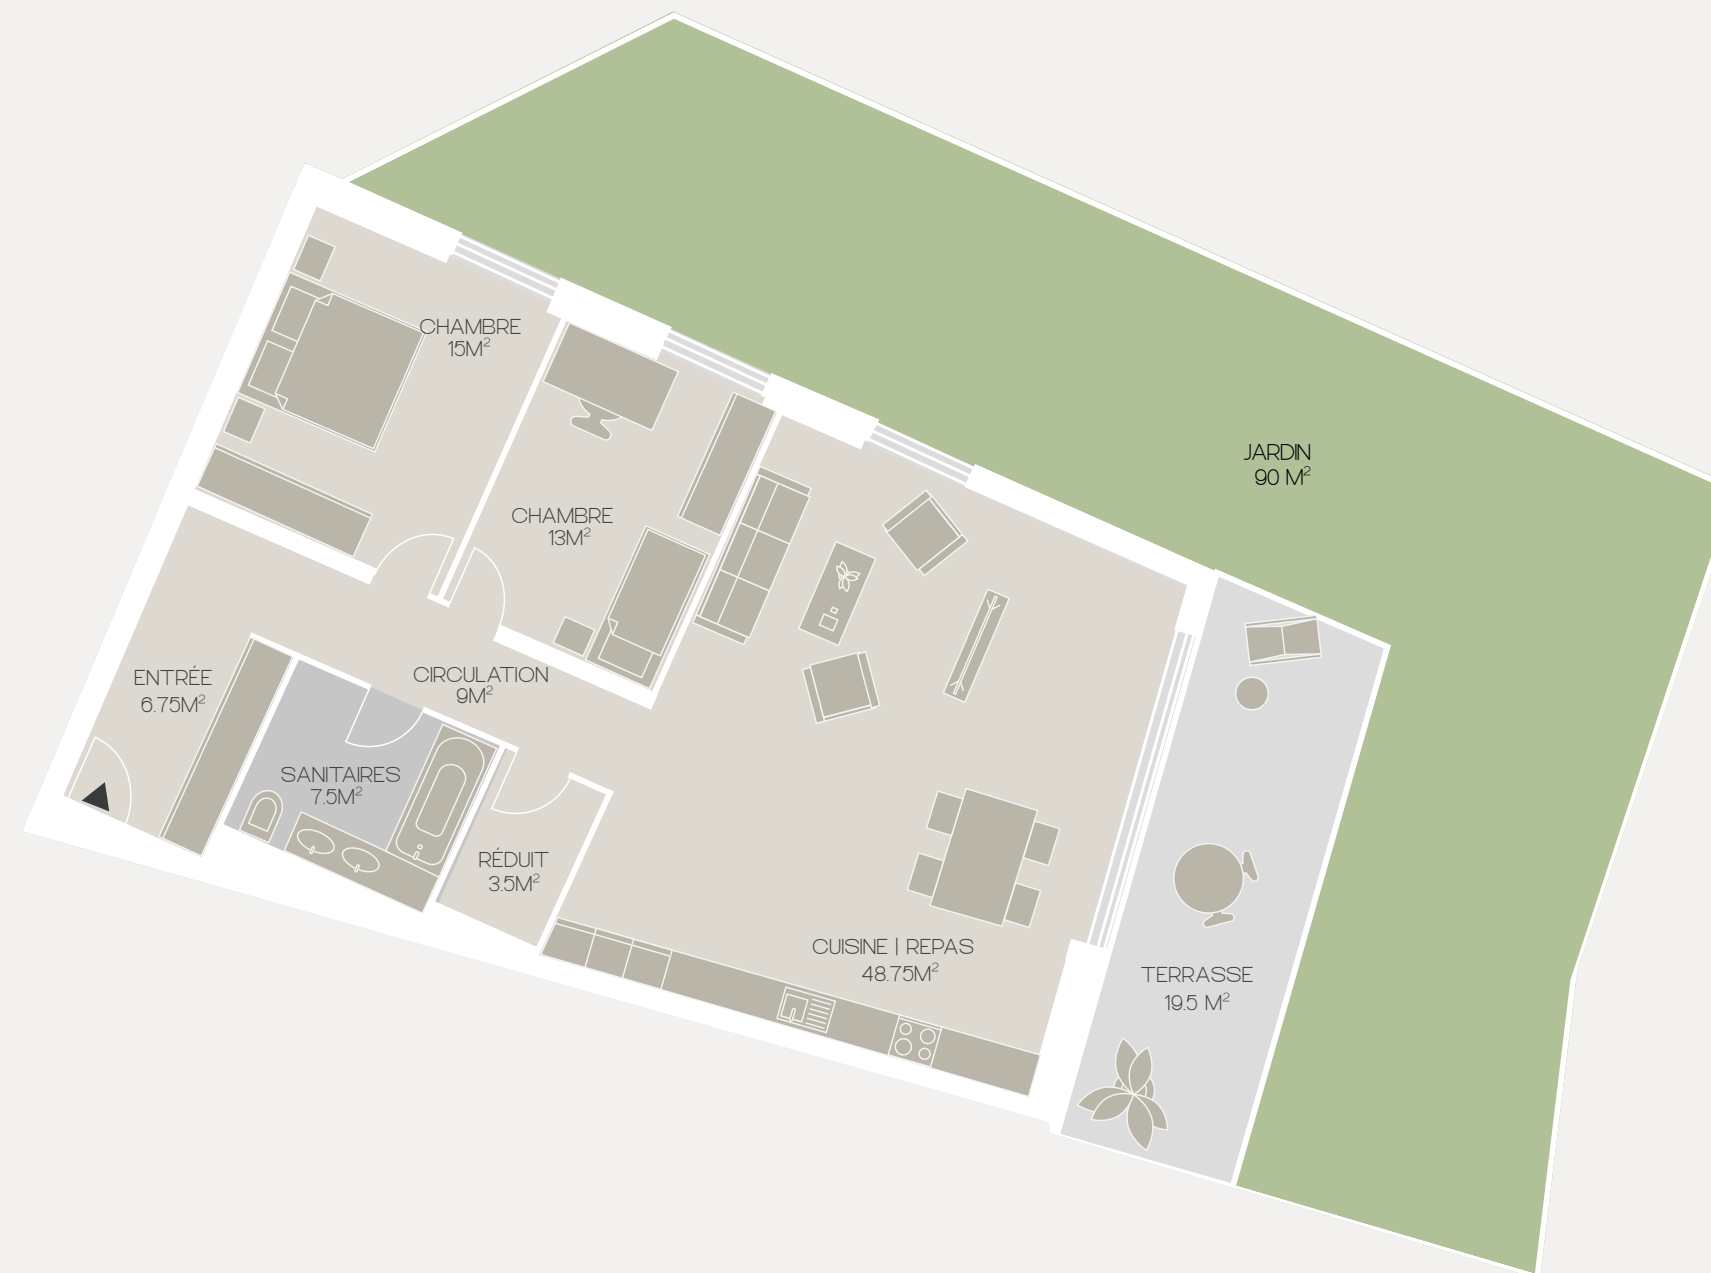 CHAMBRE
15M²
JARDIN
90 M²
CHAMBRE
13M²
ENTRÉE
6.75M²
CIRCULATION
9M²
SANITAIRES
7.5M²
RÉDUIT
3.5M²
CUISINE | REPAS
48.75M²
TERRASSE
19.5 M²